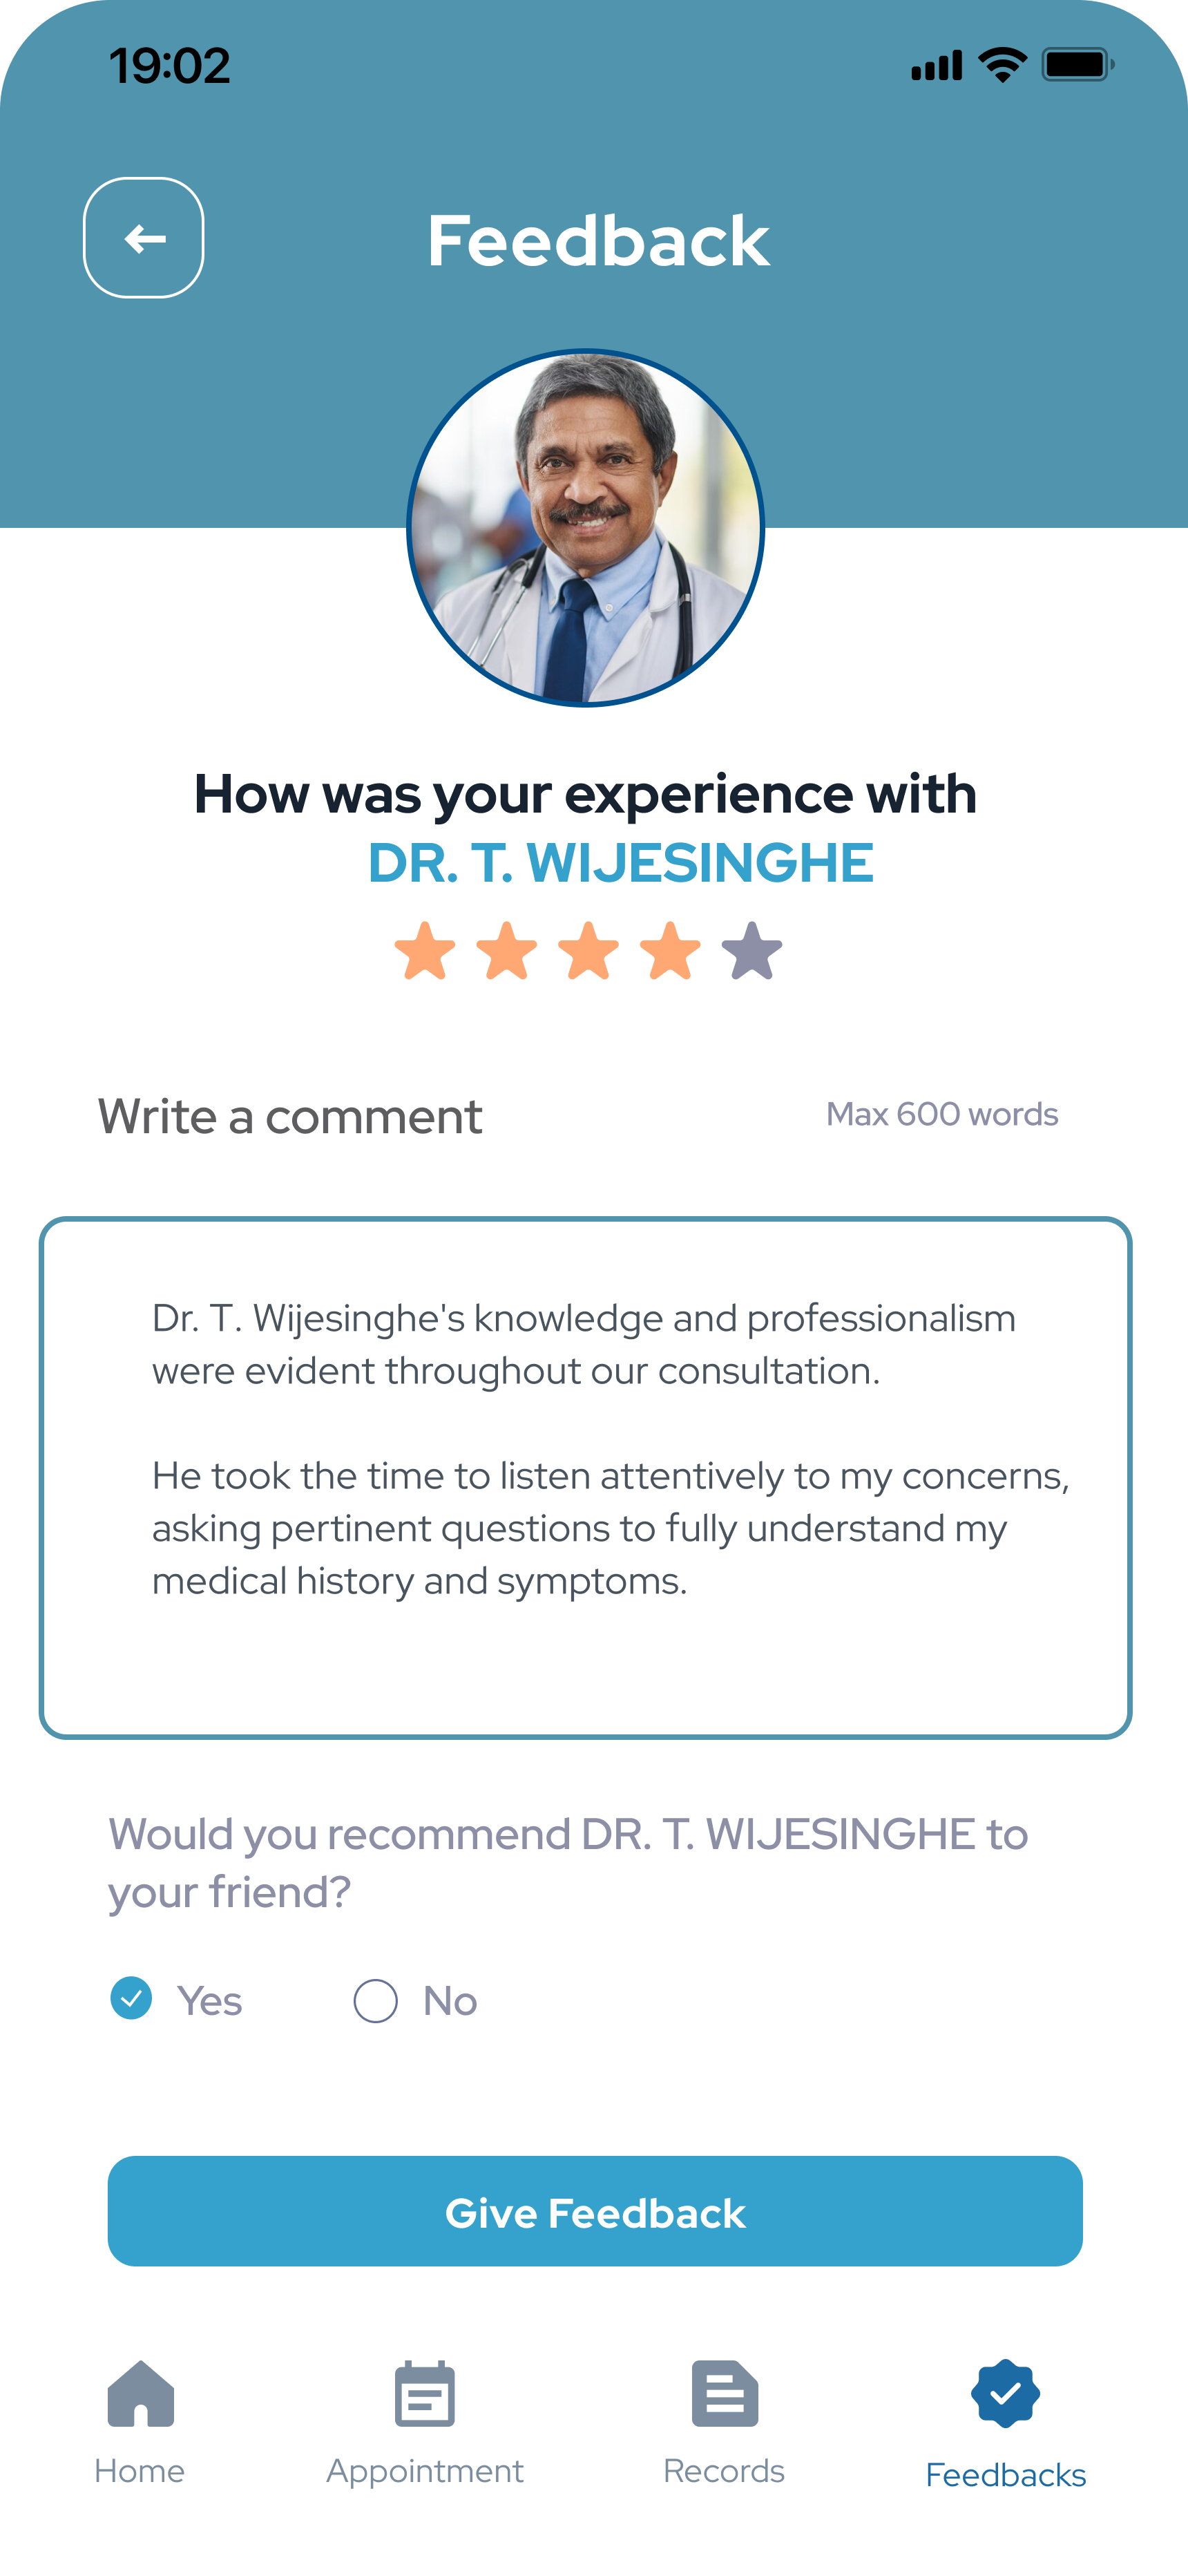 19:02
Feedback
How was your experience with
DR. T. WIJESINGHE
Write a comment
Max 600 words
Dr. T. Wijesinghe's knowledge and professionalism
were evident throughout our consultation.
He took the time to listen attentively to my concerns,
asking pertinent questions to fully understand my
medical history and symptoms.
Would you recommend DR. T. WIJESINGHE to
your friend?
Yes
No
Give Feedback
Home
Appointment
Records
Feedbacks